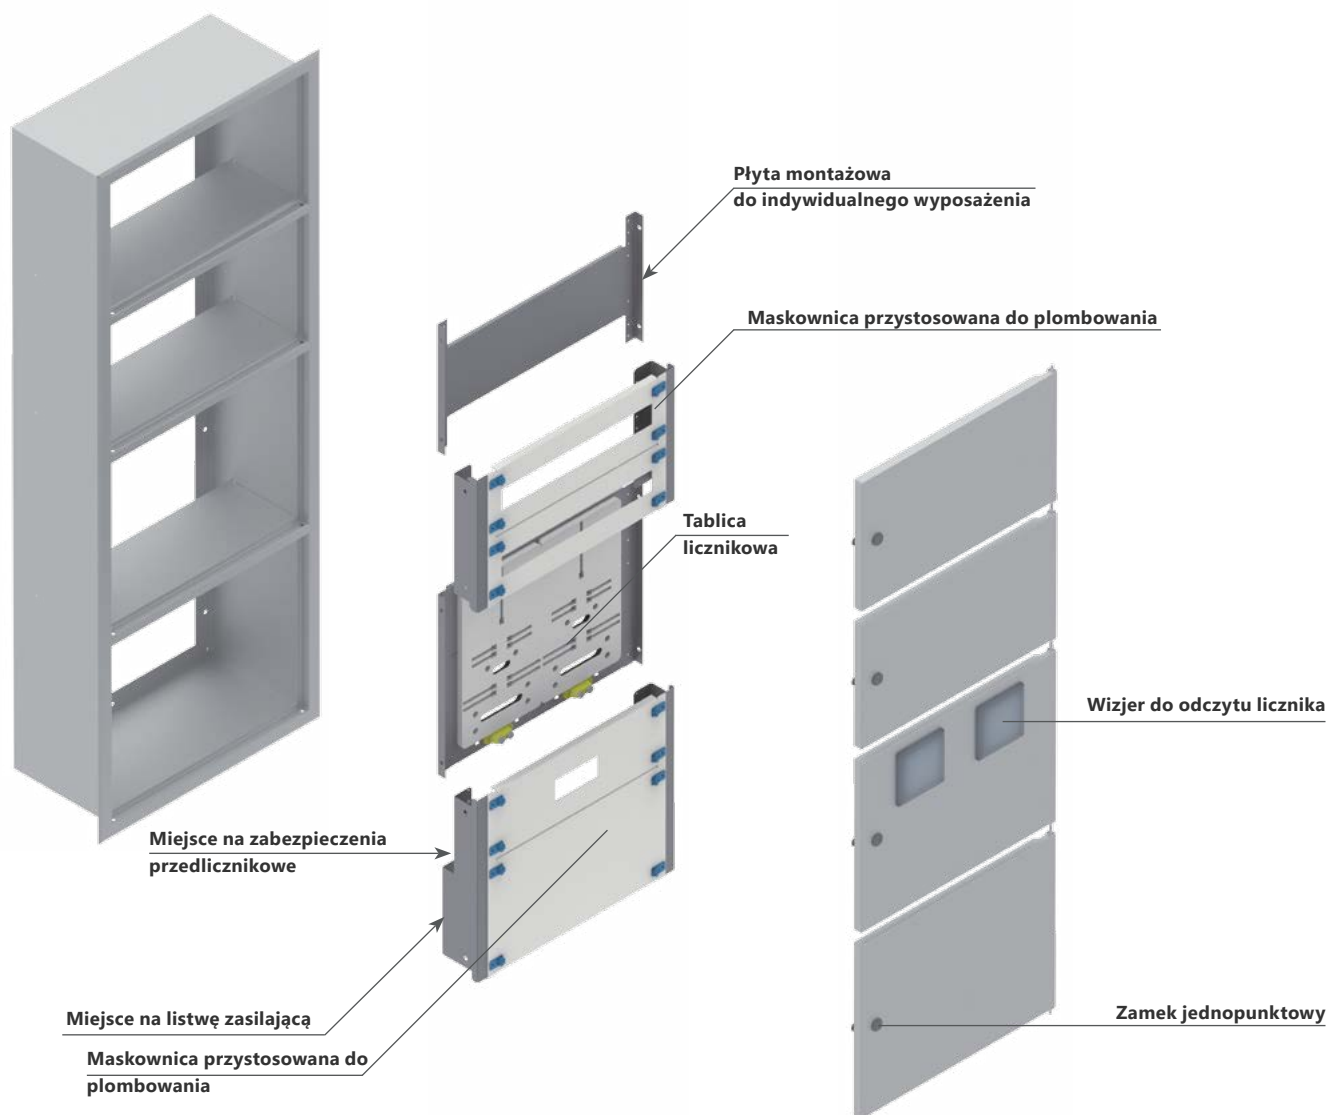 Płyta montażowa
do indywidualnego wyposażenia
Maskownica przystosowana do plombowania
Tablica
licznikowa
Wizjer do odczytu licznika
Miejsce na zabezpieczenia
przedlicznikowe
Miejsce na listwę zasilającą
Zamek jednopunktowy
Maskownica przystosowana do
plombowania